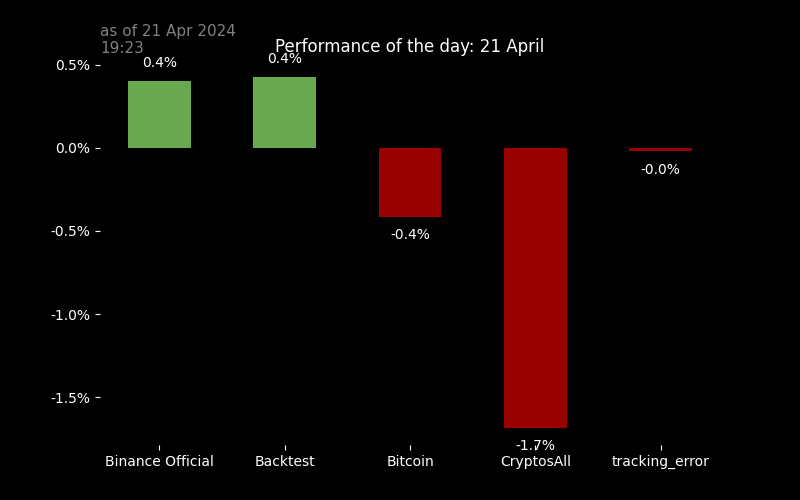 as of 21 Apr 2024
19:23
Performance of the day: 21 April
0.5%
0.4%
0.4%
0.0%
-0.0%
-0.5%
-0.4%
-1.0%
-1.5%
-1.7%
Binance Official
Backtest
Bitcoin
CryptosAll
tracking_error